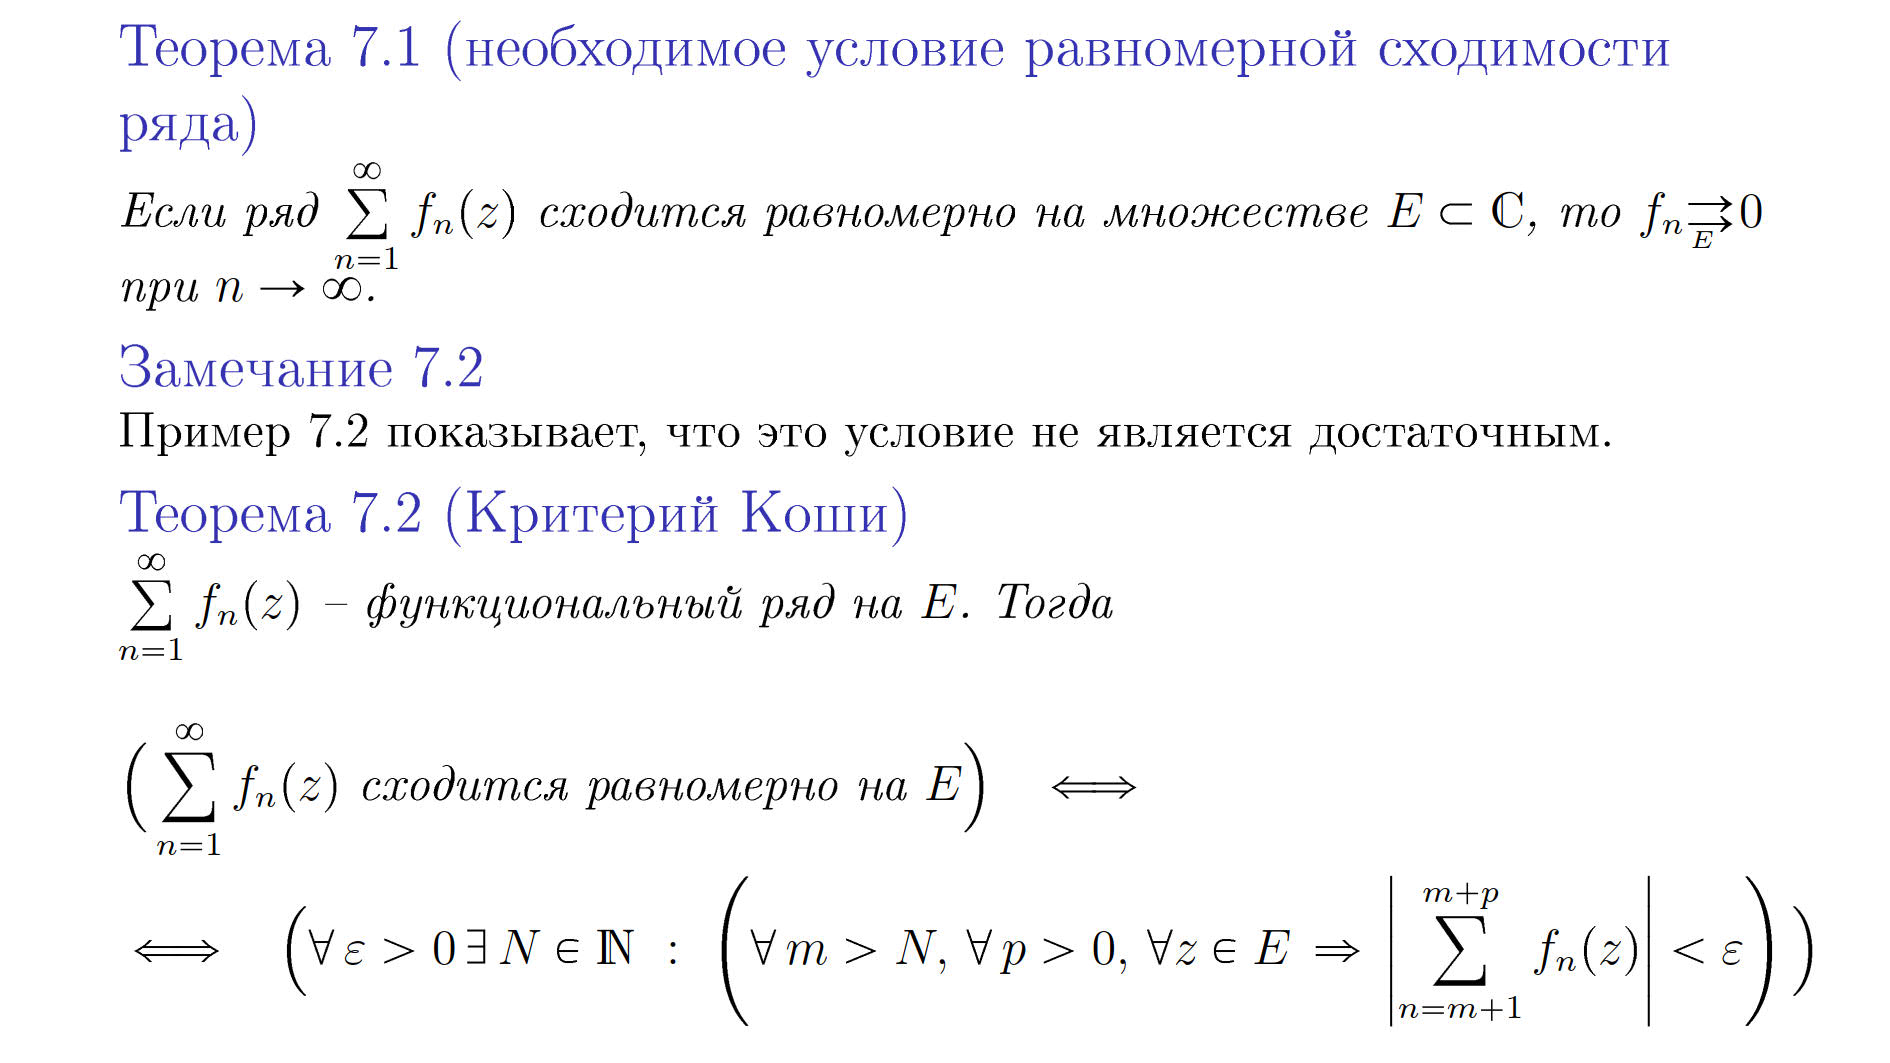 Теорема 7.1 (необходимое условие равномерной сходимости
ряда)
Если ряд $\sum\limits_{n=1}^{\infty} f_n(z)$ сходится равномерно на множестве $E \subset \mathbb{C}$, то $f_n \underset{E}{\rightrightarrows} 0$
при $n \to \infty$.
Замечание 7.2
Пример 7.2 показывает, что это условие не является достаточным.
Теорема 7.2 (Критерий Коши)
$\sum\limits_{n=1}^{\infty} f_n(z)$ – функциональный ряд на $E$. Тогда
$\left( \sum\limits_{n=1}^{\infty} f_n(z) \text{ сходится равномерно на } E \right) \iff$
$\iff \left( \forall\, \varepsilon > 0\, \exists\, N \in \mathbb{N} : \left( \forall\, m > N, \forall\, p > 0, \forall z \in E \Rightarrow \left| \sum\limits_{n=m+1}^{m+p} f_n(z) \right| < \varepsilon \right) \right)$